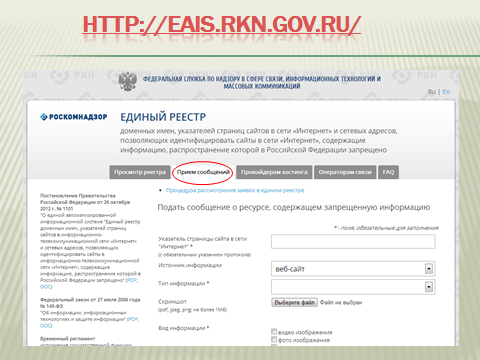 HTTP://EAIS.RKN.GOV.RU/
ФЕДЕРАЛЬНАЯ СЛУЖБА ПО НАДЗОРУ В СФЕРЕ СВЯЗИ, ИНФОРМАЦИОННЫХ ТЕХНОЛОГИЙ И
МАССОВЫХ КОММУНИКАЦИЙ
Ru | En
РОСКОМНАДЗОР
ЕДИНЫЙ РЕЕСТР
доменных имен, указателей страниц сайтов в сети «Интернет» и сетевых адресов,
позволяющих идентифицировать сайты в сети «Интернет», содержащие
информацию, распространение которой в Российской Федерации запрещено
Просмотр реестра
Прием сообщений
Провайдерам хостинга
Операторам связи
FAQ
Постановление Правительства
Российской Федерации от 26 октября
2012 г. № 1101
"О единой автоматизированной
информационной системе "Единый реестр
доменных имен, указателей страниц
сайтов в информационно-
телекоммуникационной сети «Интернет»
и сетевых адресов, позволяющих
идентифицировать сайты в
информационно-телекоммуникационной
сети «Интернет», содержащие
информацию, распространение которой в
Российской Федерации запрещено" (PDF;
DOC)
Федеральный закон от 27 июля 2006 года
№ 149-ФЗ
"Об информации, информационных
технологиях и защите информации"
Временный регламент
Процедура рассмотрения заявок в едином реестре
Подать сообщение о ресурсе, содержащем запрещенную информацию
* - поля, обязательные для заполнения
Указатель страницы сайта в сети
"Интернет" *
(с обязательным указанием протокола)
Источник информации
веб-сайт
Тип информации *
Скриншот
(pdf, jpeg, png, не более 1Мб)
Выберите файл
Файл не выбран
Вид информации *
видео изображения
фото изображения